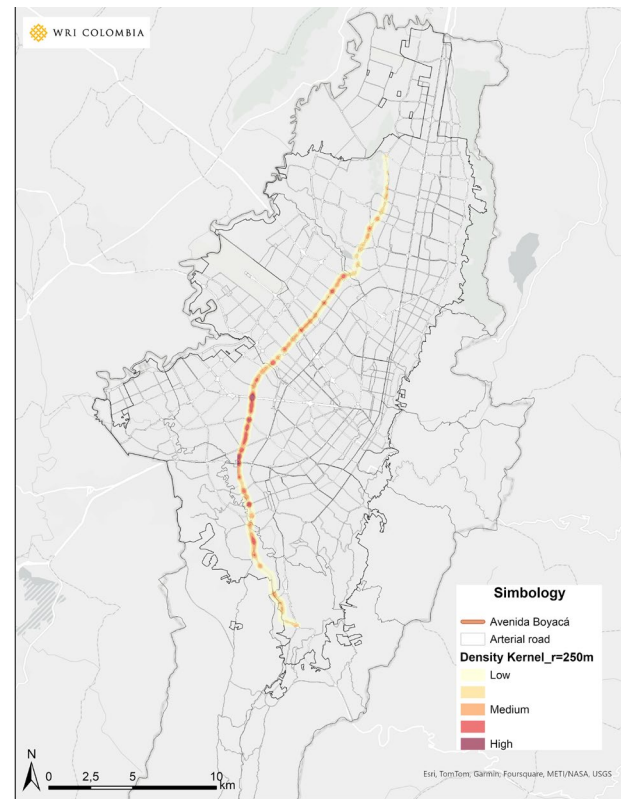 WRI COLOMBIA
Simbology
Avenida Boyacá
Arterial road
Density Kernel_r=250m
Low
Medium
High
N
0 2,5 5 10
km
Esri, TomTom, Garmin, Foursquare, METI/NASA, USGS